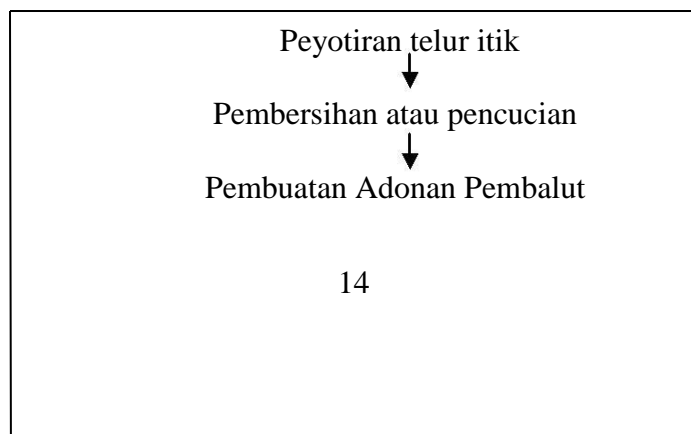 Peyotiran telur itik
Pembersihan atau pencucian
Pembuatan Adonan Pembalut
14